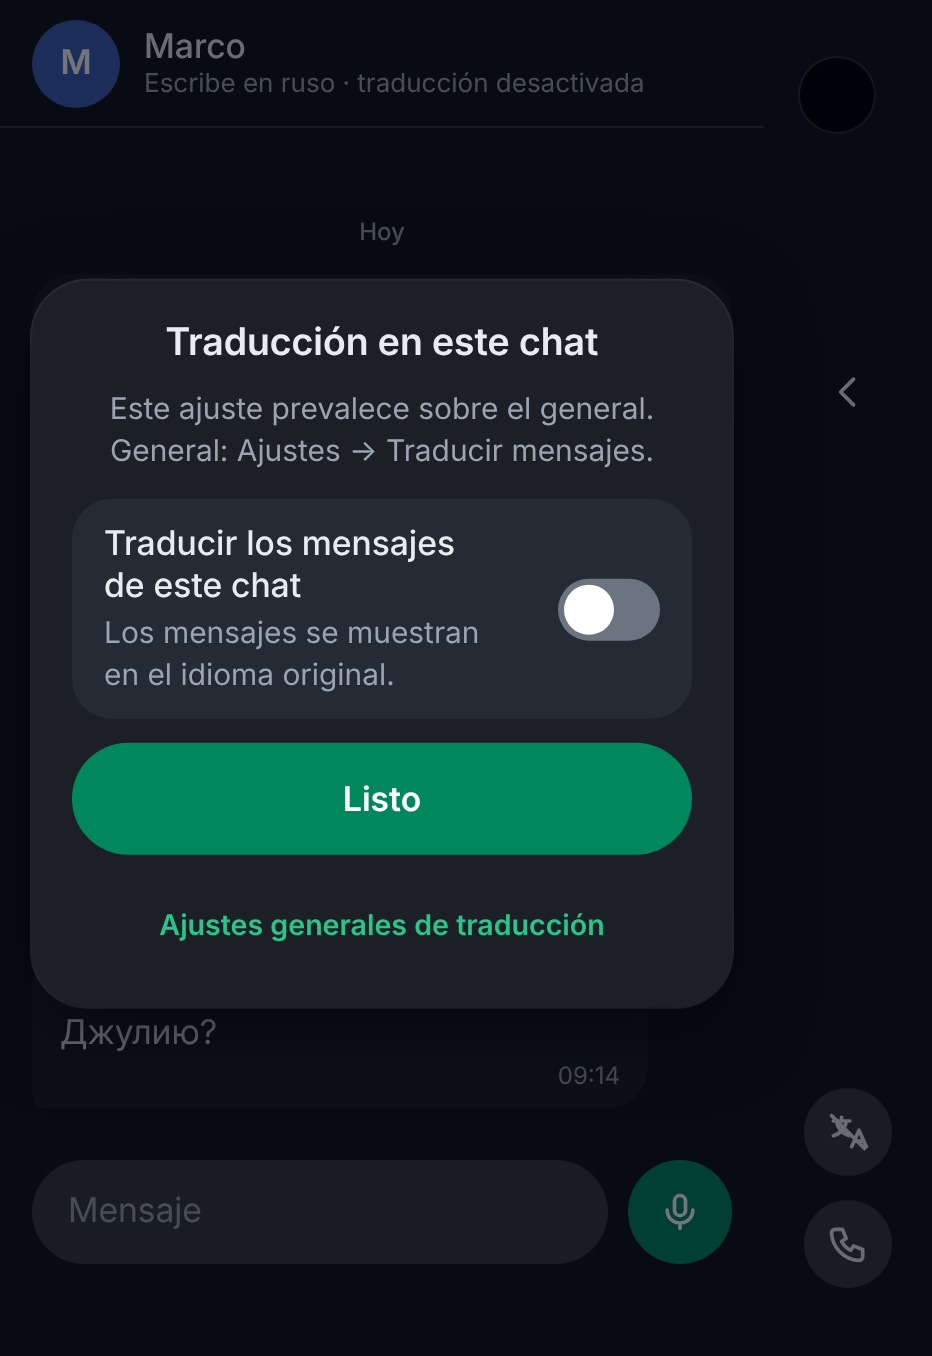 M
Marco
Escribe en ruso · traducción desactivada
Hoy
Traducción en este chat
Este ajuste prevalece sobre el general.
General: Ajustes → Traducir mensajes.
Traducir los mensajes
de este chat
Los mensajes se muestran
en el idioma original.
Listo
Ajustes generales de traducción
Джулию?
09:14
Mensaje